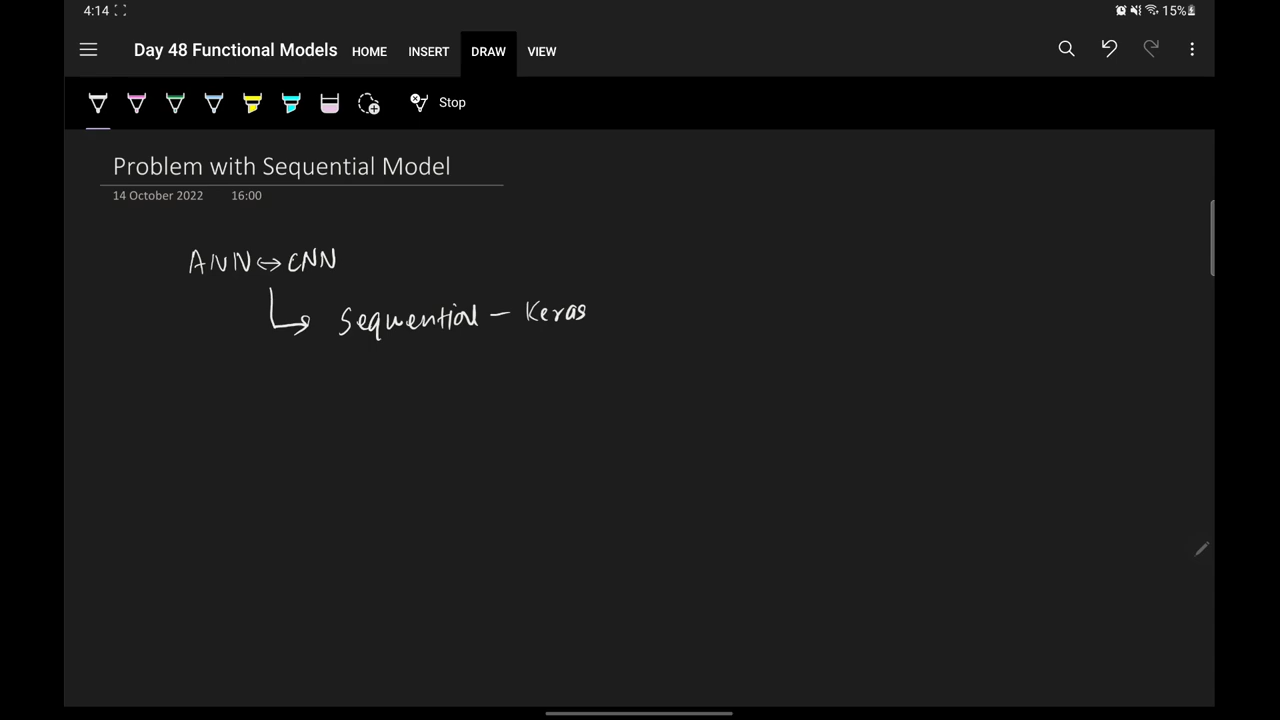 4:14 15%
Day 48 Functional Models HOME INSERT DRAW VIEW
Stop
Problem with Sequential Model
14 October 2022 16:00
ANN ↔ CNN
Sequential - Keras